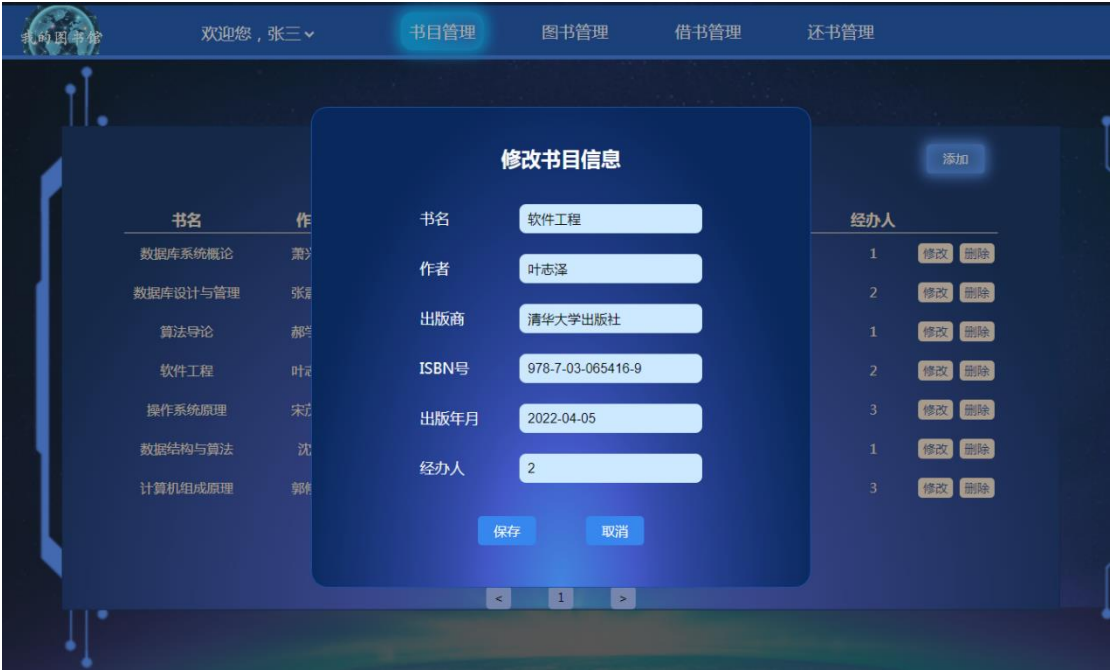 我的图书馆 欢迎您，张三 书目管理 图书管理 借书管理 还书管理
添加
修改书目信息
书名 作 经办人
书名 软件工程
作者 叶志泽
出版商 清华大学出版社
ISBN号 978-7-03-065416-9
出版年月 2022-04-05
经办人 2
保存 取消
数据库系统概论 萧 1 修改 删除
数据库设计与管理 张 2 修改 删除
算法导论 郝 1 修改 删除
软件工程 叶 2 修改 删除
操作系统原理 宋 3 修改 删除
数据结构与算法 沈 1 修改 删除
计算机组成原理 郭 3 修改 删除
< 1 >